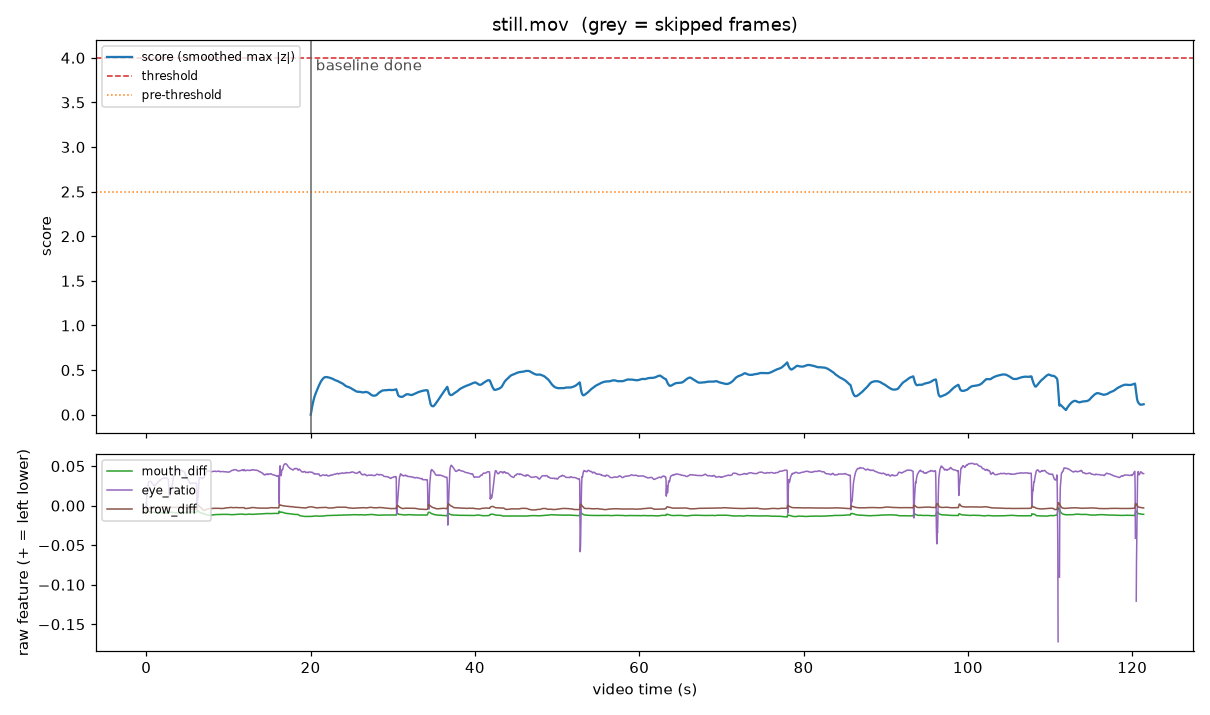 still.mov  (grey = skipped frames)
score (smoothed max |z|)
threshold
pre-threshold
baseline done
4.0
3.5
3.0
2.5
2.0
1.5
1.0
0.5
0.0
score
mouth_diff
eye_ratio
brow_diff
0.05
0.00
−0.05
−0.10
−0.15
raw feature (+ = left lower)
0 20 40 60 80 100 120
video time (s)